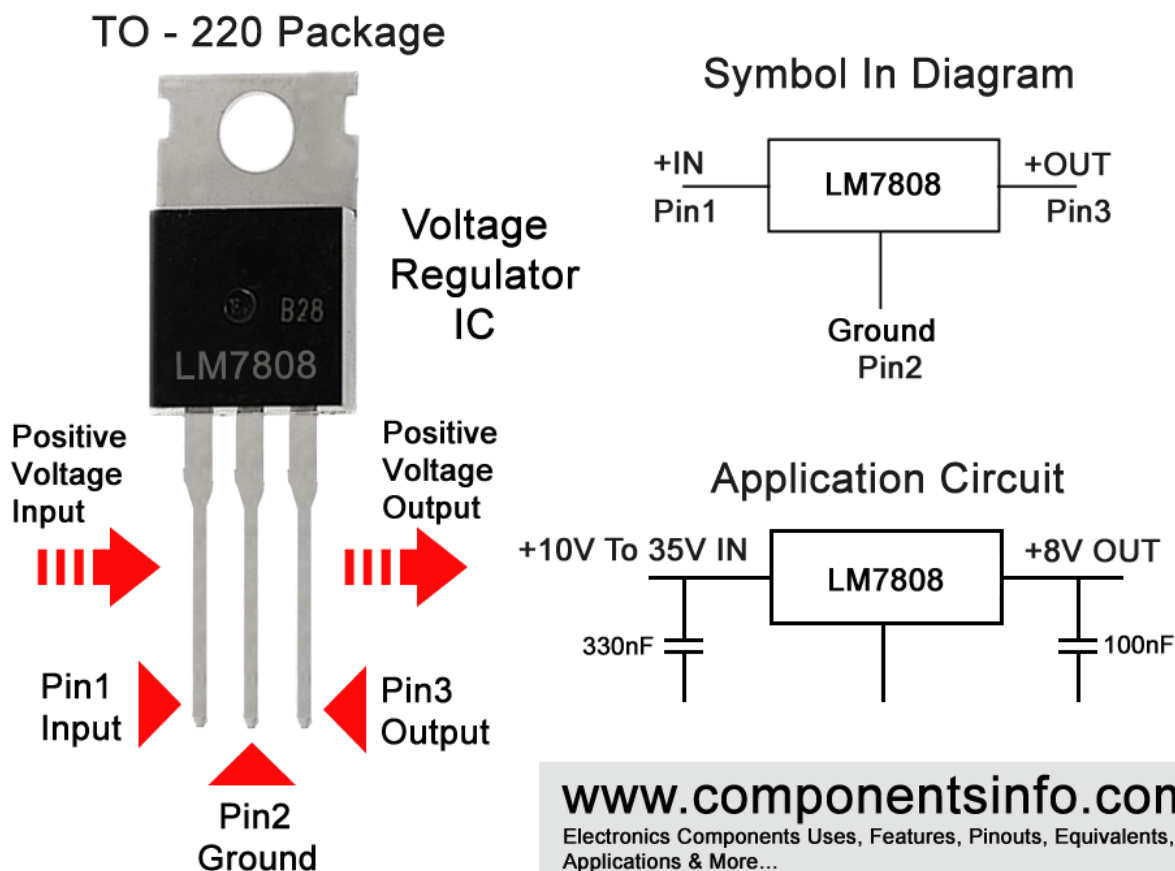 TO - 220 Package
B28
LM7808
Voltage
Regulator
IC
Positive
Voltage
Input
Positive
Voltage
Output
Pin1
Input
Pin3
Output
Pin2
Ground
Symbol In Diagram
+IN
Pin1
LM7808
+OUT
Pin3
Ground
Pin2
Application Circuit
+10V To 35V IN
LM7808
+8V OUT
330nF
100nF
www.componentsinfo.com
Electronics Components Uses, Features, Pinouts, Equivalents,
Applications & More...